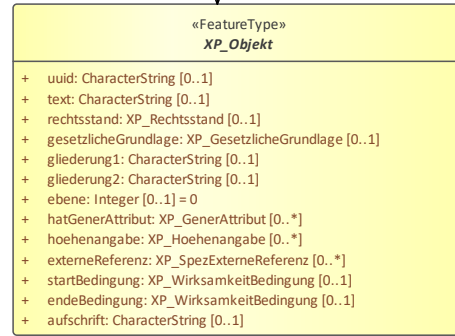 «FeatureType»
XP_Objekt
+ uuid: CharacterString [0..1]
+ text: CharacterString [0..1]
+ rechtsstand: XP_Rechtsstand [0..1]
+ gesetzlicheGrundlage: XP_GesetzlicheGrundlage [0..1]
+ gliederung1: CharacterString [0..1]
+ gliederung2: CharacterString [0..1]
+ ebene: Integer [0..1] = 0
+ hatGenerAttribut: XP_GenerAttribut [0..*]
+ hoehenangabe: XP_Hoehenangabe [0..*]
+ externeReferenz: XP_SpezExterneReferenz [0..*]
+ startBedingung: XP_WirksamkeitBedingung [0..1]
+ endeBedingung: XP_WirksamkeitBedingung [0..1]
+ aufschrift: CharacterString [0..1]